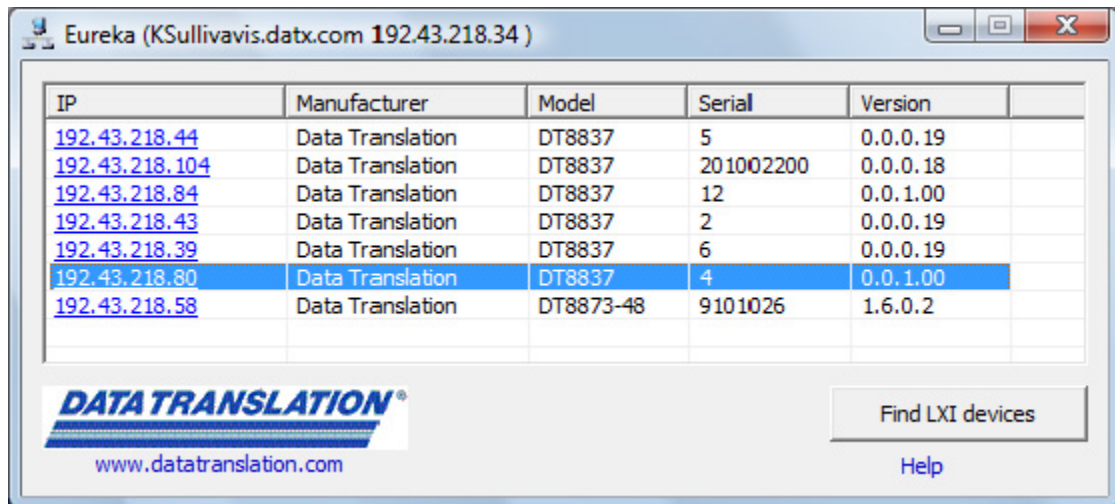 Eureka (KSullivavis.datx.com 192.43.218.34 )
IP Manufacturer Model Serial Version
192.43.218.44 Data Translation DT8837 5 0.0.0.19
192.43.218.104 Data Translation DT8837 201002200 0.0.0.18
192.43.218.84 Data Translation DT8837 12 0.0.1.00
192.43.218.43 Data Translation DT8837 2 0.0.0.19
192.43.218.39 Data Translation DT8837 6 0.0.0.19
192.43.218.80 Data Translation DT8837 4 0.0.1.00
192.43.218.58 Data Translation DT8873-48 9101026 1.6.0.2
DATA TRANSLATION®
Find LXI devices
www.datatranslation.com
Help